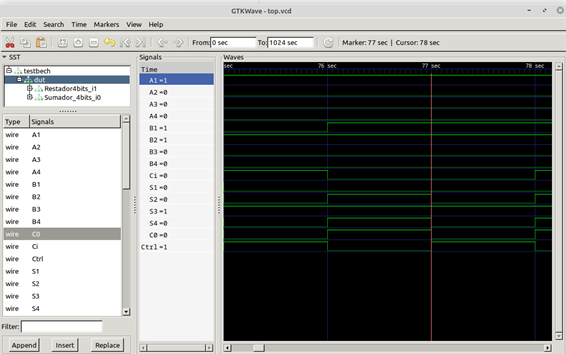 GTKWave - top.vcd
File Edit Search Time Markers View Help
From: 0 sec To: 1024 sec Marker: 77 sec | Cursor: 78 sec
SST
testbech
dut
Restador4bits_i1
Sumador_4bits_i0
Type Signals
wire A1
wire A2
wire A3
wire A4
wire B1
wire B2
wire B3
wire B4
wire C0
wire Ci
wire Ctrl
wire S1
wire S2
wire S3
wire S4
Filter:
Append Insert Replace
Signals
Time
A1 =1
A2 =0
A3 =0
A4 =0
B1 =1
B2 =1
B3 =0
B4 =0
Ci =0
S1 =0
S2 =0
S3 =1
S4 =0
C0 =0
Ctrl =1
Waves
sec 76 sec 77 sec 78 sec